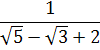 1
√5 − √3 + 2